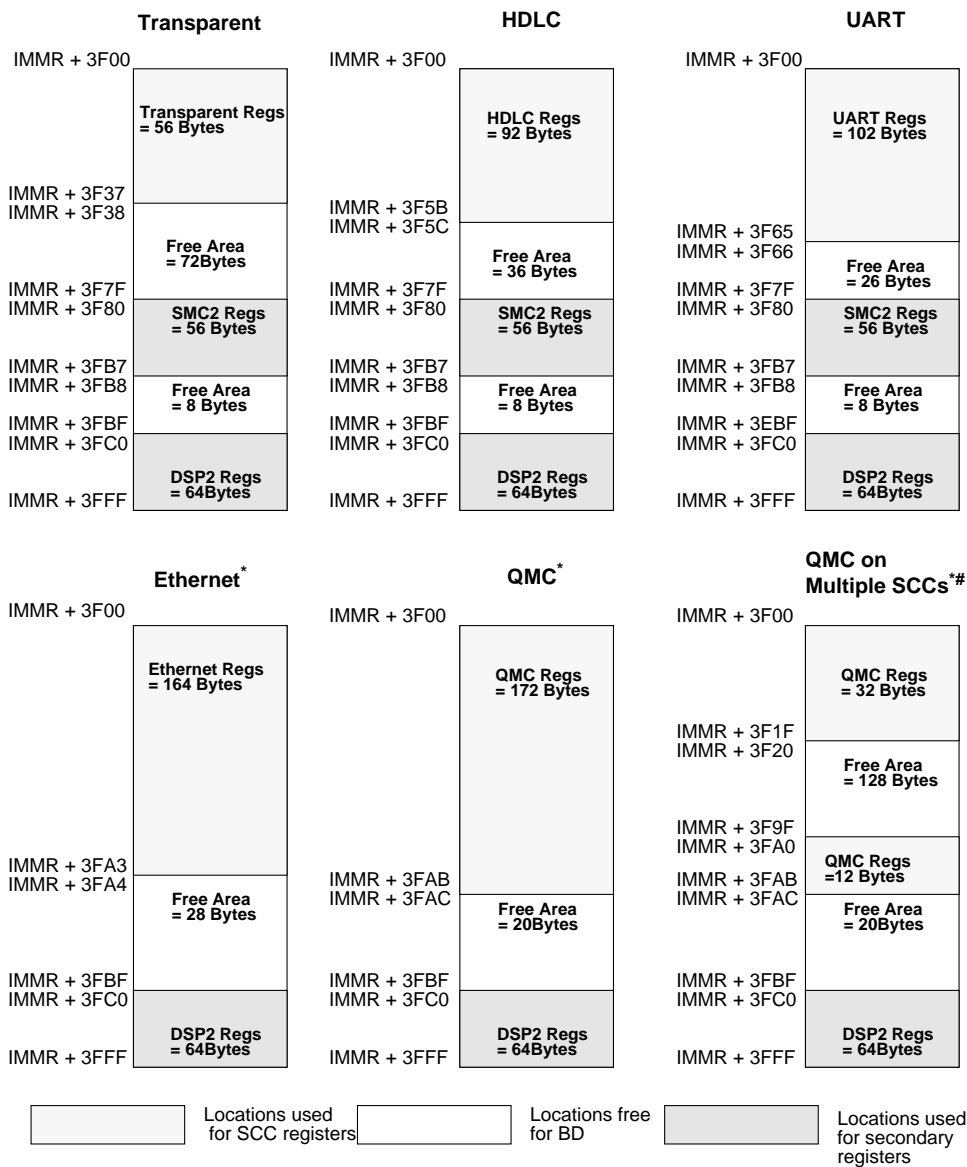 Transparent
IMMR + 3F00
Transparent Regs
= 56 Bytes
IMMR + 3F37
IMMR + 3F38
Free Area
= 72Bytes
IMMR + 3F7F
IMMR + 3F80
SMC2 Regs
= 56 Bytes
IMMR + 3FB7
IMMR + 3FB8
Free Area
= 8 Bytes
IMMR + 3FBF
IMMR + 3FC0
DSP2 Regs
= 64Bytes
IMMR + 3FFF
HDLC
IMMR + 3F00
HDLC Regs
= 92 Bytes
IMMR + 3F5B
IMMR + 3F5C
Free Area
= 36 Bytes
IMMR + 3F7F
IMMR + 3F80
SMC2 Regs
= 56 Bytes
IMMR + 3FB7
IMMR + 3FB8
Free Area
= 8 Bytes
IMMR + 3FBF
IMMR + 3FC0
DSP2 Regs
= 64Bytes
IMMR + 3FFF
UART
IMMR + 3F00
UART Regs
= 102 Bytes
IMMR + 3F65
IMMR + 3F66
Free Area
= 26 Bytes
IMMR + 3F7F
IMMR + 3F80
SMC2 Regs
= 56 Bytes
IMMR + 3FB7
IMMR + 3FB8
Free Area
= 8 Bytes
IMMR + 3EBF
IMMR + 3FC0
DSP2 Regs
= 64Bytes
IMMR + 3FFF
Ethernet*
IMMR + 3F00
Ethernet Regs
= 164 Bytes
IMMR + 3FA3
IMMR + 3FA4
Free Area
= 28 Bytes
IMMR + 3FBF
IMMR + 3FC0
DSP2 Regs
= 64Bytes
IMMR + 3FFF
QMC*
IMMR + 3F00
QMC Regs
= 172 Bytes
IMMR + 3FAB
IMMR + 3FAC
Free Area
= 20Bytes
IMMR + 3FBF
IMMR + 3FC0
DSP2 Regs
= 64Bytes
IMMR + 3FFF
QMC on
Multiple SCCs*#
IMMR + 3F00
QMC Regs
= 32 Bytes
IMMR + 3F1F
IMMR + 3F20
Free Area
= 128 Bytes
IMMR + 3F9F
IMMR + 3FA0
QMC Regs
=12 Bytes
IMMR + 3FAB
IMMR + 3FAC
Free Area
= 20Bytes
IMMR + 3FBF
IMMR + 3FC0
DSP2 Regs
= 64Bytes
IMMR + 3FFF
Locations used
for SCC registers
Locations free
for BD
Locations used
for secondary
registers